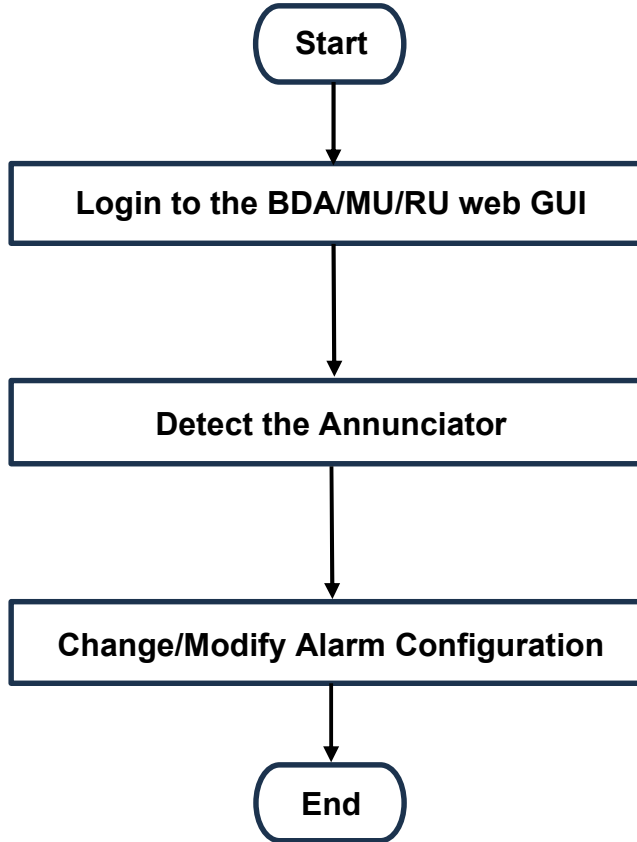 Start
Login to the BDA/MU/RU web GUI
Detect the Annunciator
Change/Modify Alarm Configuration
End